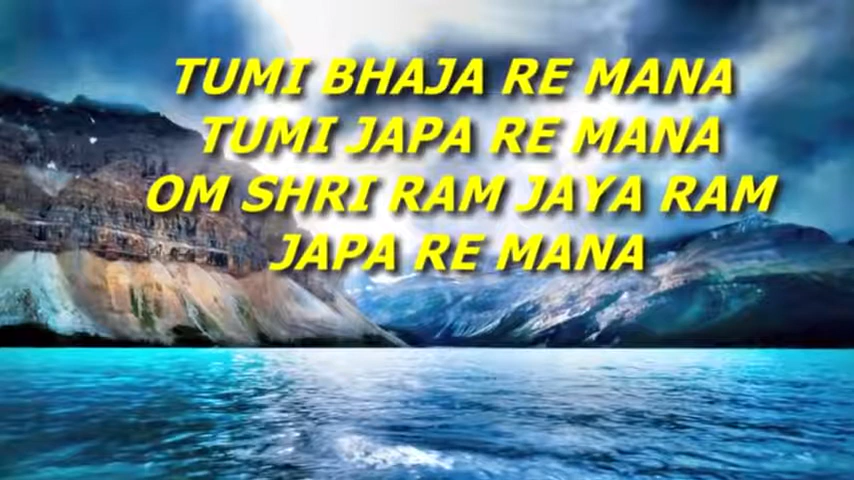 TUMI BHAJA RE MANA
TUMI JAPA RE MANA
OM SHRI RAM JAYA RAM
JAPA RE MANA